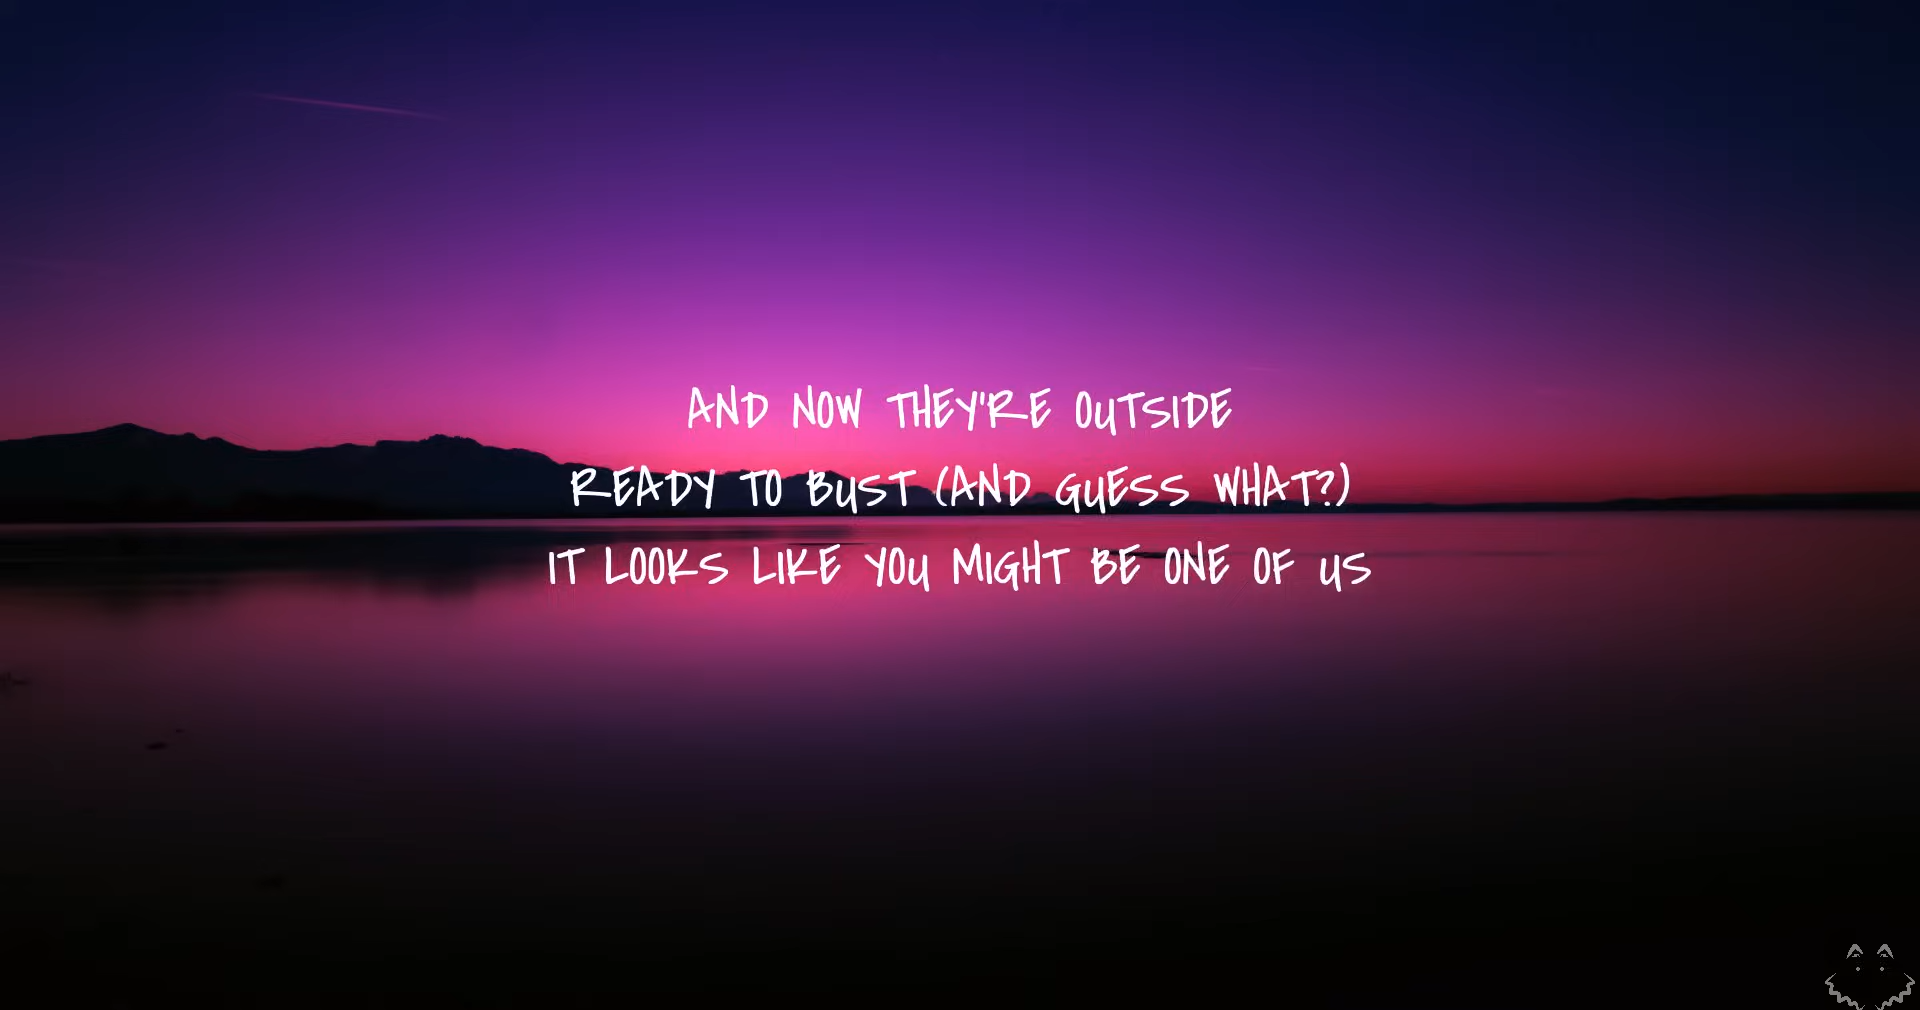 AND NOW THEY'RE OUTSIDE
READY TO BUST (AND GUESS WHAT?)
IT LOOKS LIKE YOU MIGHT BE ONE OF US